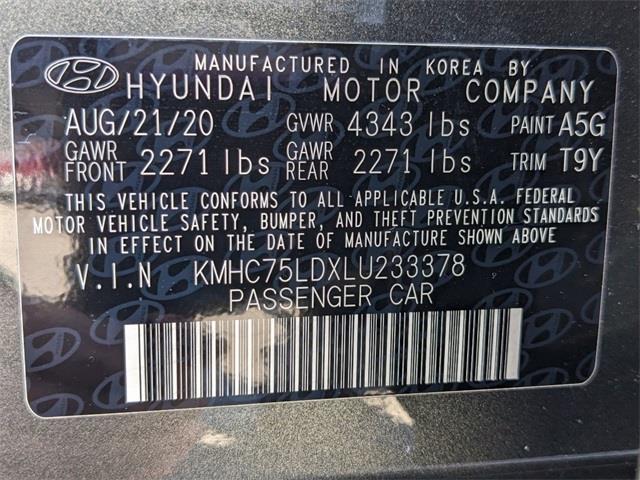 MANUFACTURED IN KOREA BY:
HYUNDAI MOTOR COMPANY
AUG/21/20 GVWR 4343 lbs PAINT A5G
GAWR FRONT 2271 lbs GAWR REAR 2271 lbs TRIM T9Y
THIS VEHICLE CONFORMS TO ALL APPLICABLE U.S.A. FEDERAL
MOTOR VEHICLE SAFETY, BUMPER, AND THEFT PREVENTION STANDARDS
IN EFFECT ON THE DATE OF MANUFACTURE SHOWN ABOVE
V.I.N KMHC75LDXLU233378
PASSENGER CAR